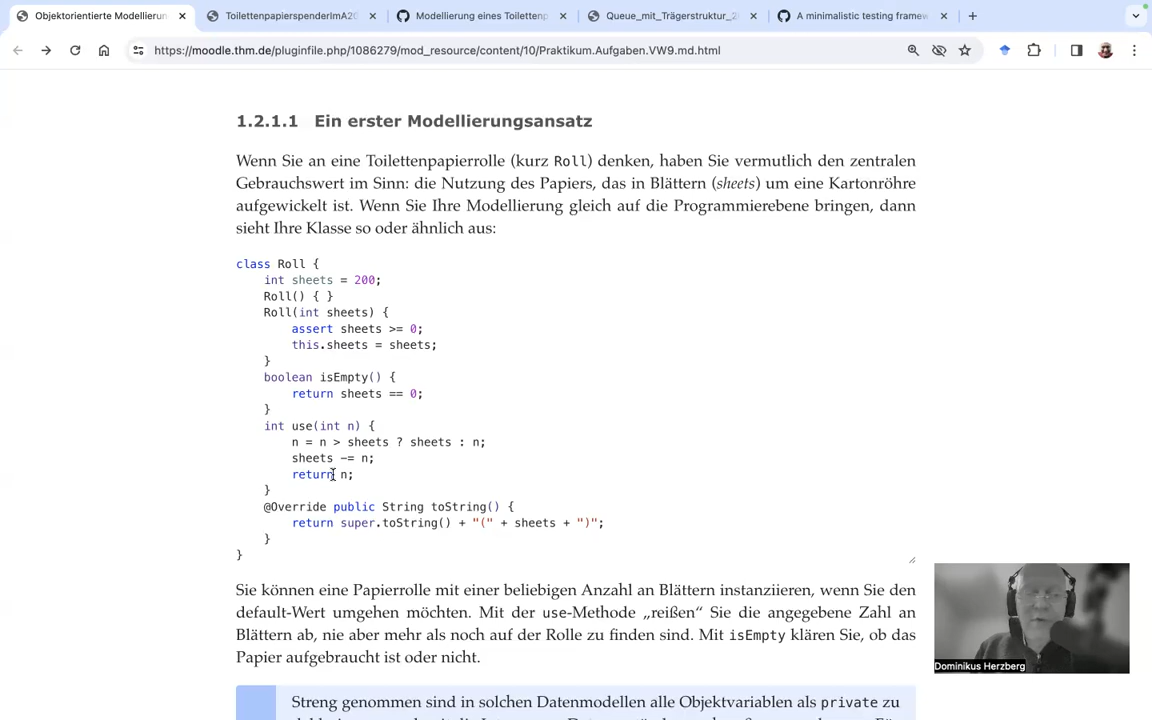 Objektorientierte Modellierun
ToilettenpapierspenderImA2
Modellierung eines Toilettenp
Queue_mit_Trägerstruktur_2
A minimalistic testing framew
https://moodle.thm.de/pluginfile.php/1086279/mod_resource/content/10/Praktikum.Aufgaben.VW9.md.html
1.2.1.1 Ein erster Modellierungsansatz
Wenn Sie an eine Toilettenpapierrolle (kurz Roll) denken, haben Sie vermutlich den zentralen
Gebrauchswert im Sinn: die Nutzung des Papiers, das in Blättern (sheets) um eine Kartonröhre
aufgewickelt ist. Wenn Sie Ihre Modellierung gleich auf die Programmierebene bringen, dann
sieht Ihre Klasse so oder ähnlich aus:
class Roll {
int sheets = 200;
Roll() { }
Roll(int sheets) {
assert sheets >= 0;
this.sheets = sheets;
}
boolean isEmpty() {
return sheets == 0;
}
int use(int n) {
n = n > sheets ? sheets : n;
sheets -= n;
return n;
}
@Override public String toString() {
return super.toString() + "(" + sheets + ")";
}
}
Sie können eine Papierrolle mit einer beliebigen Anzahl an Blättern instanziieren, wenn Sie den
default-Wert umgehen möchten. Mit der use-Methode „reißen“ Sie die angegebene Zahl an
Blättern ab, nie aber mehr als noch auf der Rolle zu finden sind. Mit isEmpty klären Sie, ob das
Papier aufgebraucht ist oder nicht.
Dominikus Herzberg
Streng genommen sind in solchen Datenmodellen alle Objektvariablen als private zu